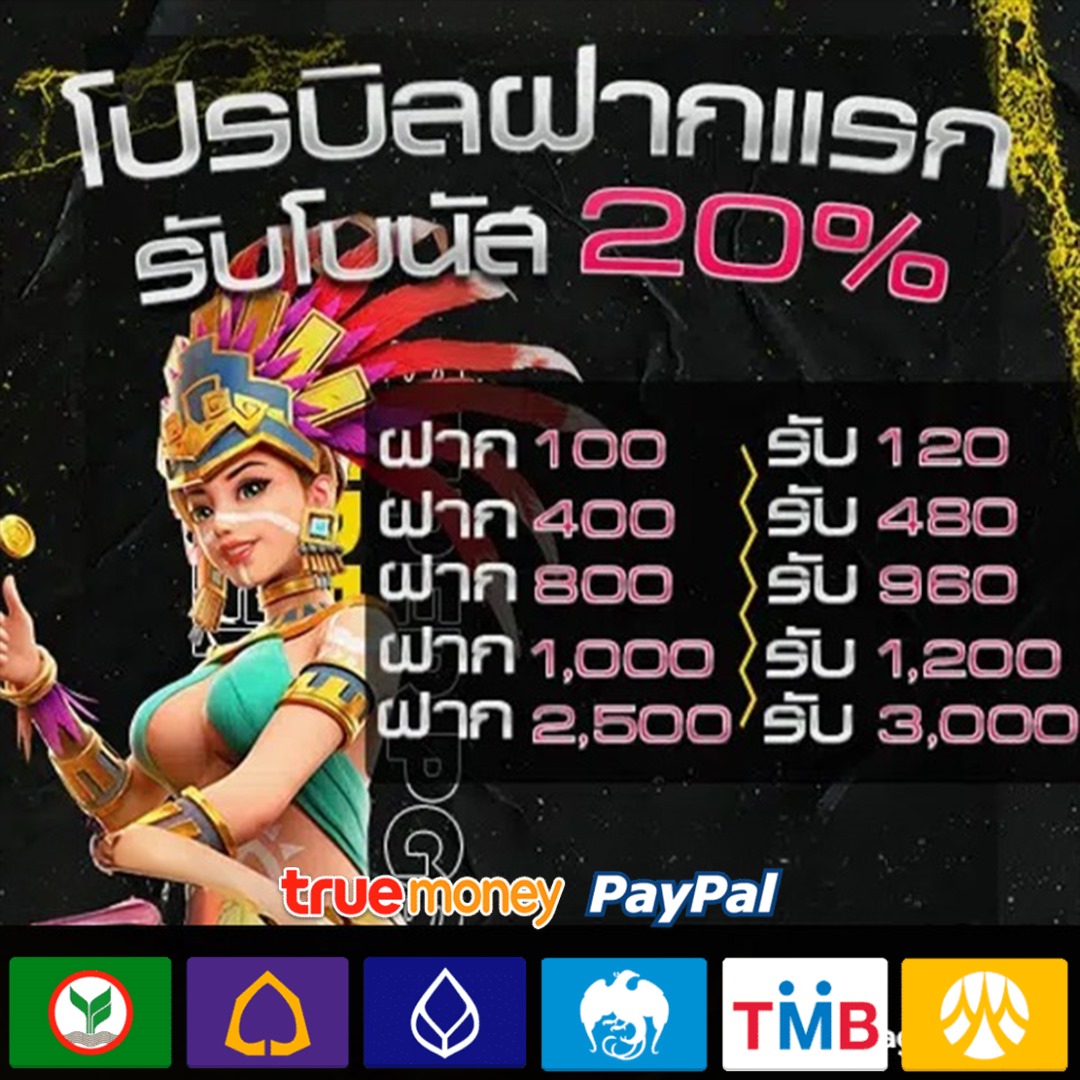 โปรบิลฝากแรก
รับโบนัส 20%
ฝาก 100 รับ 120
ฝาก 400 รับ 480
ฝาก 800 รับ 960
ฝาก 1,000 รับ 1,200
ฝาก 2,500 รับ 3,000
truemoney PayPal
TMB